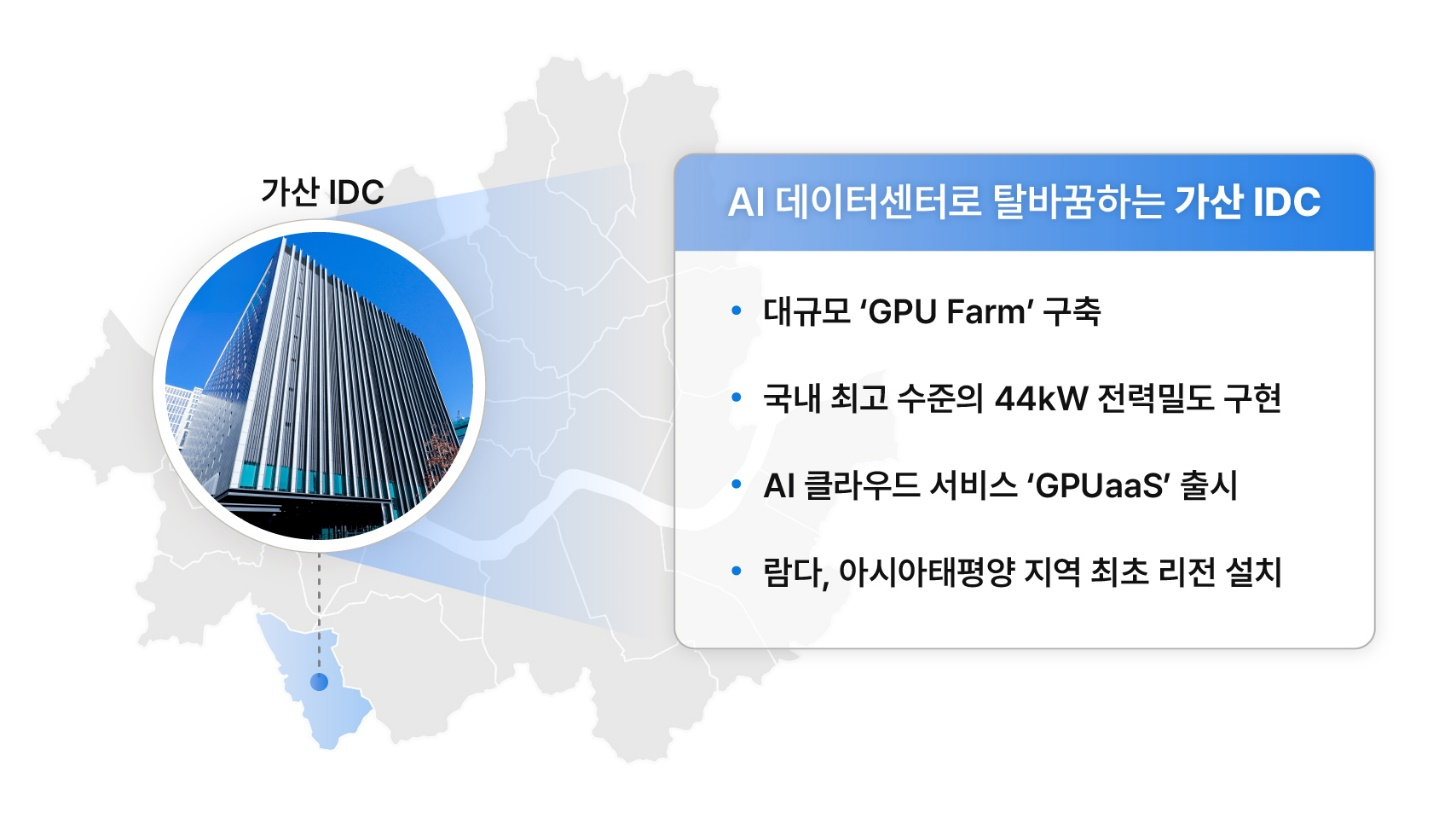 가산 IDC
AI 데이터센터로 탈바꿈하는 가산 IDC
• 대규모 ‘GPU Farm’ 구축
• 국내 최고 수준의 44kW 전력밀도 구현
• AI 클라우드 서비스 ‘GPUaaS’ 출시
• 람다, 아시아태평양 지역 최초 리전 설치